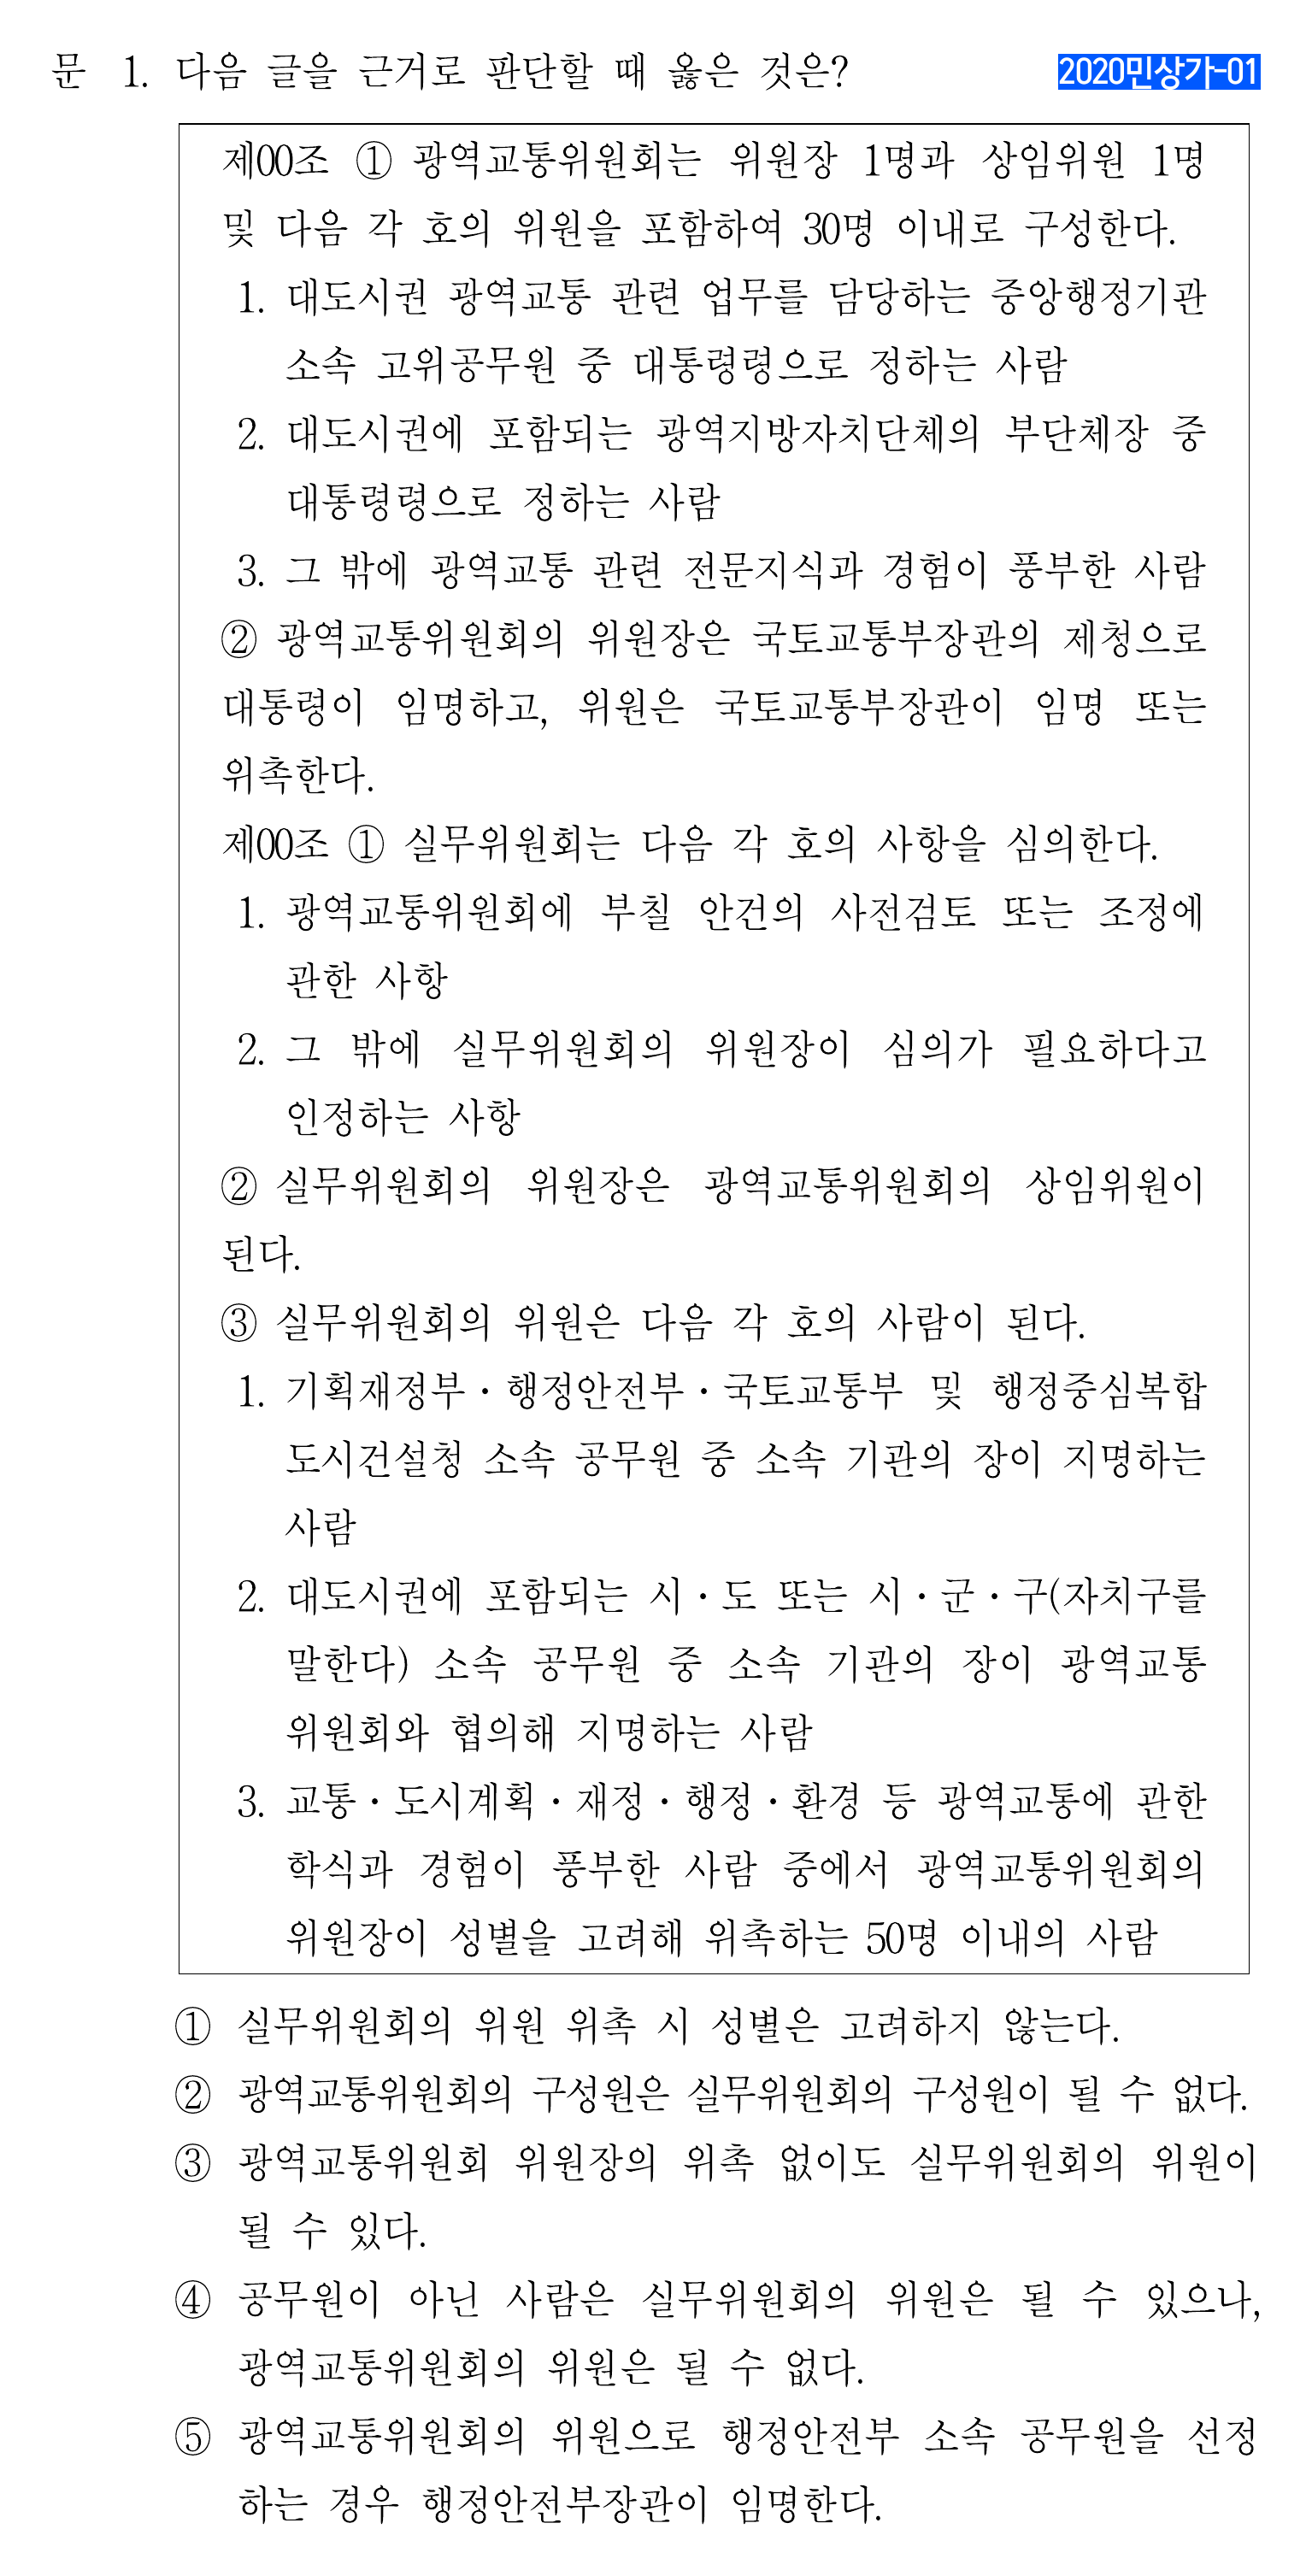 문 1. 다음 글을 근거로 판단할 때 옳은 것은?
2020민상가-01
제00조 ① 광역교통위원회는 위원장 1명과 상임위원 1명
및 다음 각 호의 위원을 포함하여 30명 이내로 구성한다.
1. 대도시권 광역교통 관련 업무를 담당하는 중앙행정기관
소속 고위공무원 중 대통령령으로 정하는 사람
2. 대도시권에 포함되는 광역지방자치단체의 부단체장 중
대통령령으로 정하는 사람
3. 그 밖에 광역교통 관련 전문지식과 경험이 풍부한 사람
② 광역교통위원회의 위원장은 국토교통부장관의 제청으로
대통령이 임명하고, 위원은 국토교통부장관이 임명 또는
위촉한다.
제00조 ① 실무위원회는 다음 각 호의 사항을 심의한다.
1. 광역교통위원회에 부칠 안건의 사전검토 또는 조정에
관한 사항
2. 그 밖에 실무위원회의 위원장이 심의가 필요하다고
인정하는 사항
② 실무위원회의 위원장은 광역교통위원회의 상임위원이
된다.
③ 실무위원회의 위원은 다음 각 호의 사람이 된다.
1. 기획재정부·행정안전부·국토교통부 및 행정중심복합
도시건설청 소속 공무원 중 소속 기관의 장이 지명하는
사람
2. 대도시권에 포함되는 시·도 또는 시·군·구(자치구를
말한다) 소속 공무원 중 소속 기관의 장이 광역교통
위원회와 협의해 지명하는 사람
3. 교통·도시계획·재정·행정·환경 등 광역교통에 관한
학식과 경험이 풍부한 사람 중에서 광역교통위원회의
위원장이 성별을 고려해 위촉하는 50명 이내의 사람
① 실무위원회의 위원 위촉 시 성별은 고려하지 않는다.
② 광역교통위원회의 구성원은 실무위원회의 구성원이 될 수 없다.
③ 광역교통위원회 위원장의 위촉 없이도 실무위원회의 위원이
될 수 있다.
④ 공무원이 아닌 사람은 실무위원회의 위원은 될 수 있으나,
광역교통위원회의 위원은 될 수 없다.
⑤ 광역교통위원회의 위원으로 행정안전부 소속 공무원을 선정
하는 경우 행정안전부장관이 임명한다.